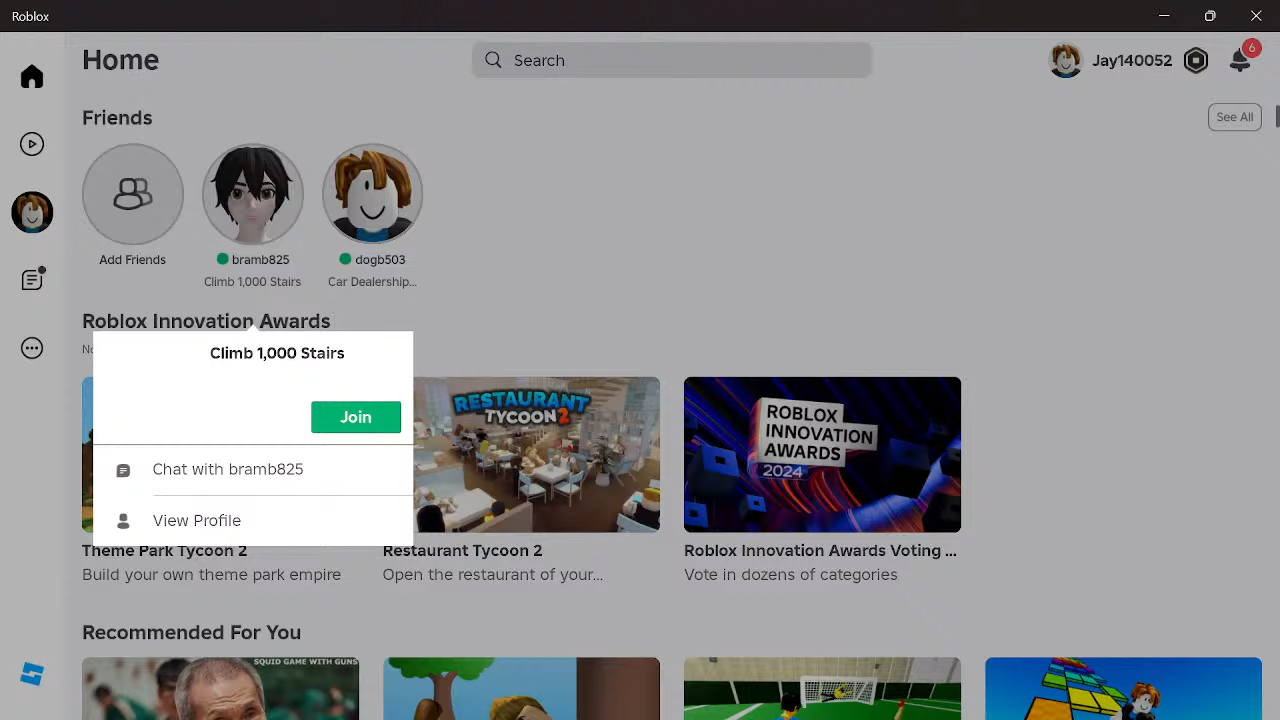 Roblox
Home
Search
Jay140052
6
Friends
See All
Add Friends
bramb825
Climb 1,000 Stairs
dogb503
Car Dealership...
Roblox Innovation Awards
Climb 1,000 Stairs
Join
Chat with bramb825
View Profile
RESTAURANT
TYCOON 2
ROBLOX
INNOVATION
AWARDS
2024
Theme Park Tycoon 2
Build your own theme park empire
Restaurant Tycoon 2
Open the restaurant of your...
Roblox Innovation Awards Voting ...
Vote in dozens of categories
Recommended For You
SQUID GAME WITH GUNS